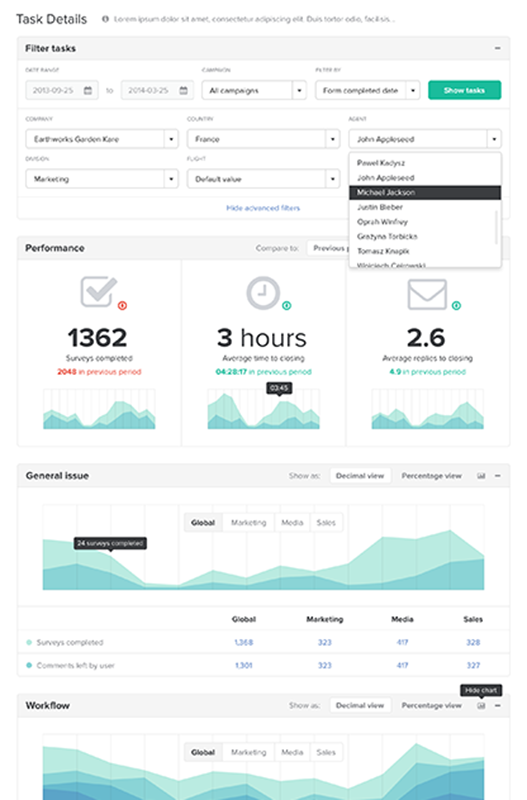 Task Details
Lorem ipsum dolor sit amet, consectetur adipiscing elit. Duis tortor odio, facilisis...
Filter tasks
DATE RANGE
CAMPAIGN
FILTER BY
2013-09-25 to 2014-03-25
All campaigns
Form completed date
Show tasks
COMPANY
COUNTRY
AGENT
Earthworks Garden Kare
France
John Appleseed
DIVISION
FLIGHT
Marketing
Default value
Pawel Kadysz
John Appleseed
Michael Jackson
Justin Bieber
Oprah Winfrey
Grażyna Torbicka
Tomasz Knapik
Hide advanced filters
Performance
Compare to:
Previous p
1362
Surveys completed
2048 in previous period
3 hours
Average time to closing
04:28:17 in previous period
03:45
2.6
Average replies to closing
4.9 in previous period
General issue
Show as:
Decimal view
Percentage view
Global Marketing Media Sales
24 surveys completed
Global Marketing Media Sales
Surveys completed 1,368 323 417 328
Comments left by user 1,301 323 417 327
Hide chart
Workflow
Show as:
Decimal view
Percentage view
Global Marketing Media Sales